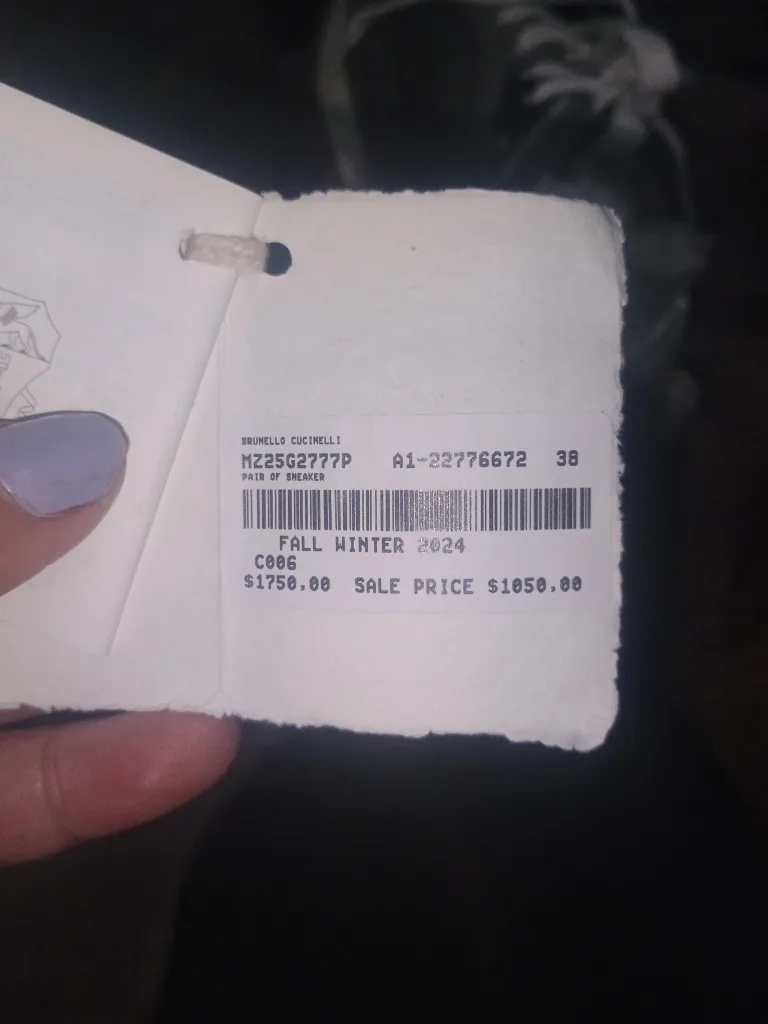 BRUNELLO CUCINELLI
MZ25G2777P A1-22776672 38
PAIR OF SNEAKER
FALL WINTER 2024
C006
$1750.00 SALE PRICE $1050.00